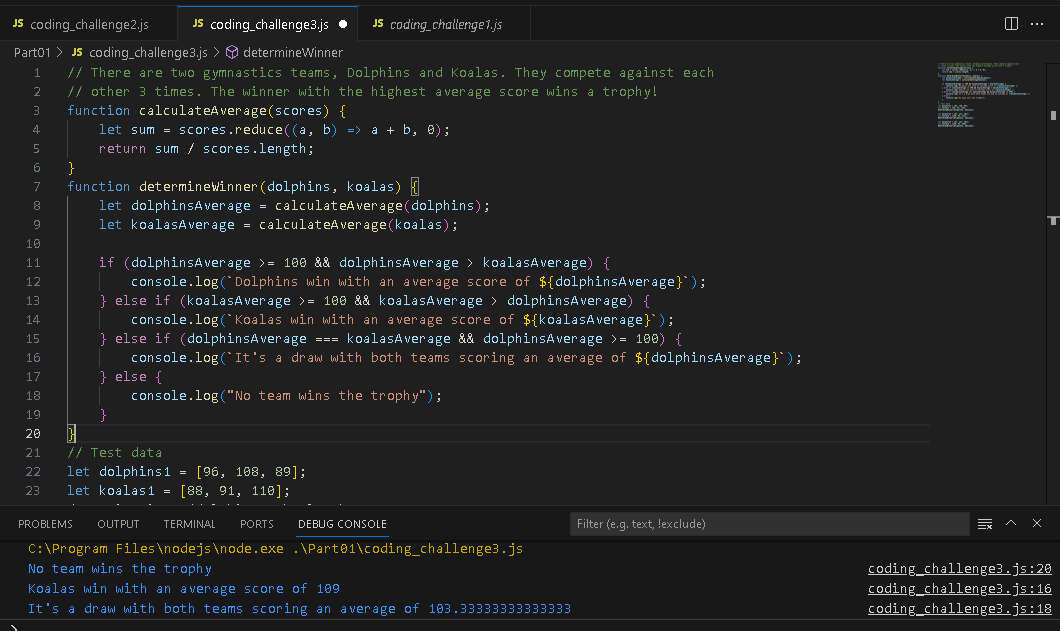 JS coding_challenge2.js JS coding_challenge3.js JS coding_challenge1.js
Part01 > JS coding_challenge3.js > determineWinner
1 // There are two gymnastics teams, Dolphins and Koalas. They compete against each
2 // other 3 times. The winner with the highest average score wins a trophy!
3 function calculateAverage(scores) {
4 let sum = scores.reduce((a, b) => a + b, 0);
5 return sum / scores.length;
6 }
7 function determineWinner(dolphins, koalas) {
8 let dolphinsAverage = calculateAverage(dolphins);
9 let koalasAverage = calculateAverage(koalas);
10
11 if (dolphinsAverage >= 100 && dolphinsAverage > koalasAverage) {
12 console.log(`Dolphins win with an average score of ${dolphinsAverage}`);
13 } else if (koalasAverage >= 100 && koalasAverage > dolphinsAverage) {
14 console.log(`Koalas win with an average score of ${koalasAverage}`);
15 } else if (dolphinsAverage === koalasAverage && dolphinsAverage >= 100) {
16 console.log(`It's a draw with both teams scoring an average of ${dolphinsAverage}`);
17 } else {
18 console.log("No team wins the trophy");
19 }
20 }
21 // Test data
22 let dolphins1 = [96, 108, 89];
23 let koalas1 = [88, 91, 110];
PROBLEMS OUTPUT TERMINAL PORTS DEBUG CONSOLE Filter (e.g. text, !exclude)
C:\Program Files\nodejs\node.exe .\Part01\coding_challenge3.js
No team wins the trophy coding_challenge3.js:20
Koalas win with an average score of 109 coding_challenge3.js:16
It's a draw with both teams scoring an average of 103.33333333333333 coding_challenge3.js:18